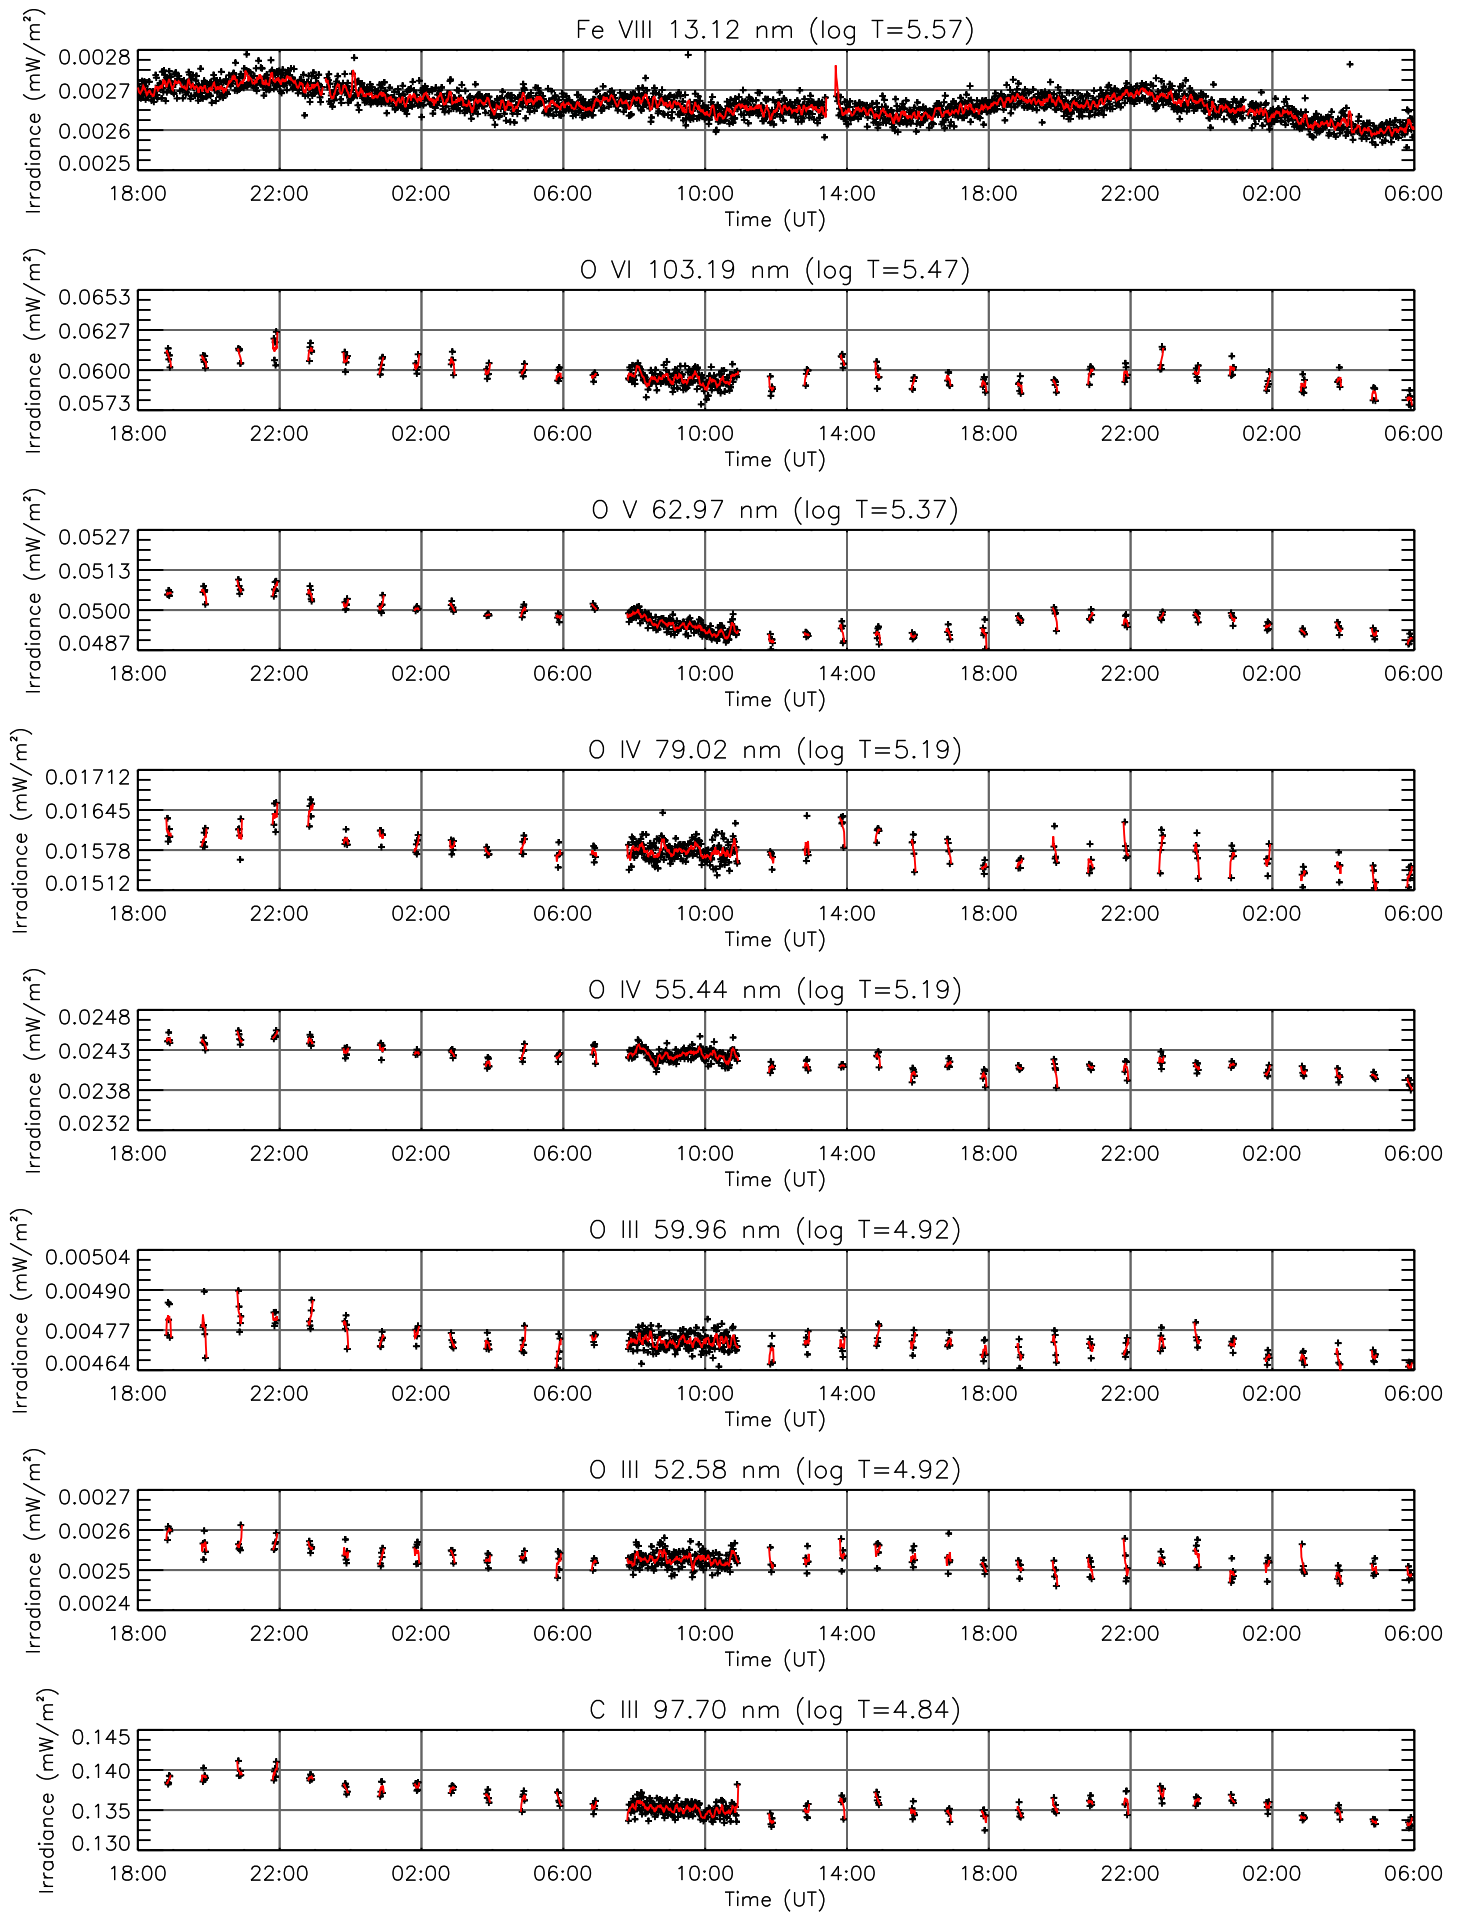 Fe VIII 13.12 nm (log T=5.57)
Irradiance (mW/m²)
0.0028
0.0027
0.0026
0.0025
18:00 22:00 02:00 06:00 10:00 14:00 18:00 22:00 02:00 06:00
Time (UT)
O VI 103.19 nm (log T=5.47)
Irradiance (mW/m²)
0.0653
0.0627
0.0600
0.0573
18:00 22:00 02:00 06:00 10:00 14:00 18:00 22:00 02:00 06:00
Time (UT)
O V 62.97 nm (log T=5.37)
Irradiance (mW/m²)
0.0527
0.0513
0.0500
0.0487
18:00 22:00 02:00 06:00 10:00 14:00 18:00 22:00 02:00 06:00
Time (UT)
O IV 79.02 nm (log T=5.19)
Irradiance (mW/m²)
0.01712
0.01645
0.01578
0.01512
18:00 22:00 02:00 06:00 10:00 14:00 18:00 22:00 02:00 06:00
Time (UT)
O IV 55.44 nm (log T=5.19)
Irradiance (mW/m²)
0.0248
0.0243
0.0238
0.0232
18:00 22:00 02:00 06:00 10:00 14:00 18:00 22:00 02:00 06:00
Time (UT)
O III 59.96 nm (log T=4.92)
Irradiance (mW/m²)
0.00504
0.00490
0.00477
0.00464
18:00 22:00 02:00 06:00 10:00 14:00 18:00 22:00 02:00 06:00
Time (UT)
O III 52.58 nm (log T=4.92)
Irradiance (mW/m²)
0.0027
0.0026
0.0025
0.0024
18:00 22:00 02:00 06:00 10:00 14:00 18:00 22:00 02:00 06:00
Time (UT)
C III 97.70 nm (log T=4.84)
Irradiance (mW/m²)
0.145
0.140
0.135
0.130
18:00 22:00 02:00 06:00 10:00 14:00 18:00 22:00 02:00 06:00
Time (UT)